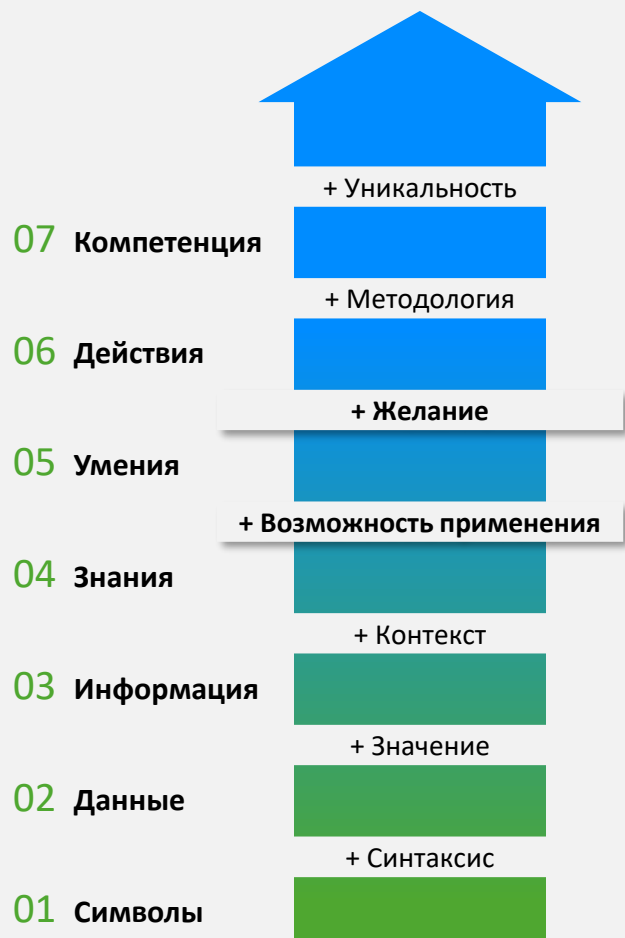 + Уникальность
07 Компетенция
+ Методология
06 Действия
+ Желание
05 Умения
+ Возможность применения
04 Знания
+ Контекст
03 Информация
+ Значение
02 Данные
+ Синтаксис
01 Символы